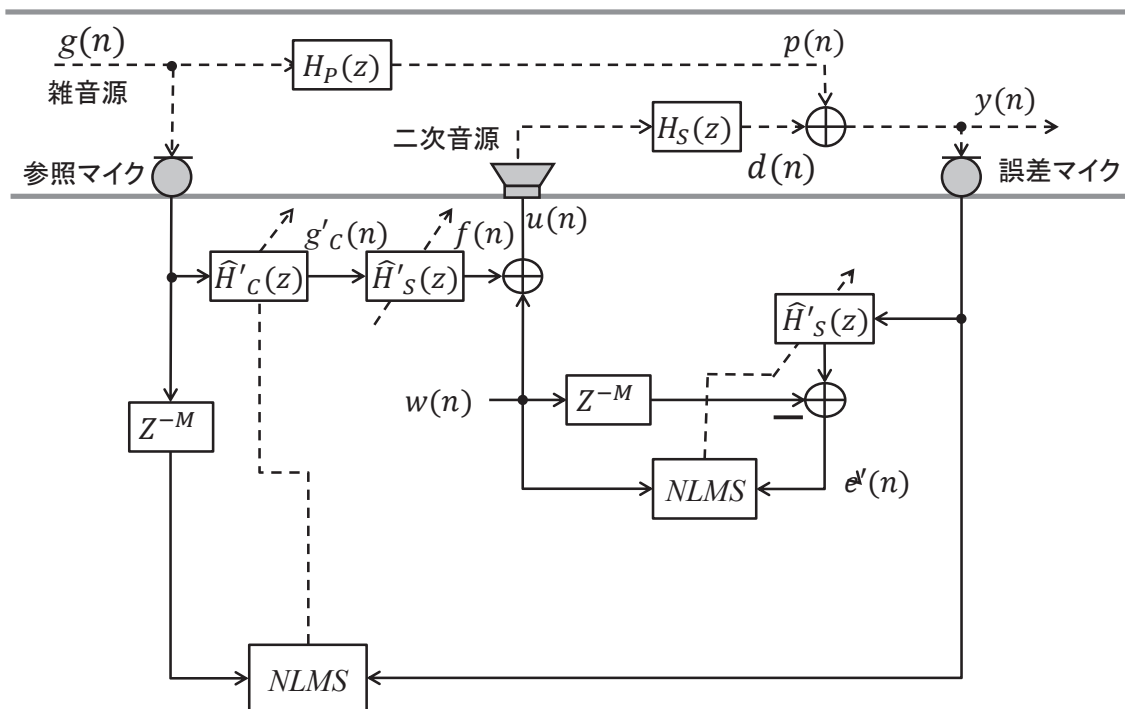 g(n)
雑音源
H_P(z)
p(n)
二次音源
H_S(z)
d(n)
y(n)
参照マイク
誤差マイク
u(n)
g'_C(n)
f(n)
Ĥ'_C(z)
Ĥ'_S(z)
Ĥ'_S(z)
w(n)
Z^{-M}
−
Z^{-M}
NLMS
e'(n)
NLMS